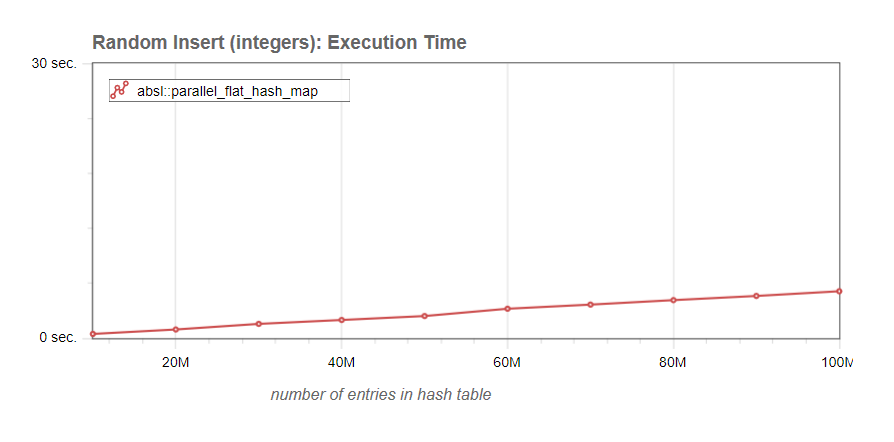 Random Insert (integers): Execution Time
30 sec.
absl::parallel_flat_hash_map
0 sec.
20M
40M
60M
80M
100M
number of entries in hash table